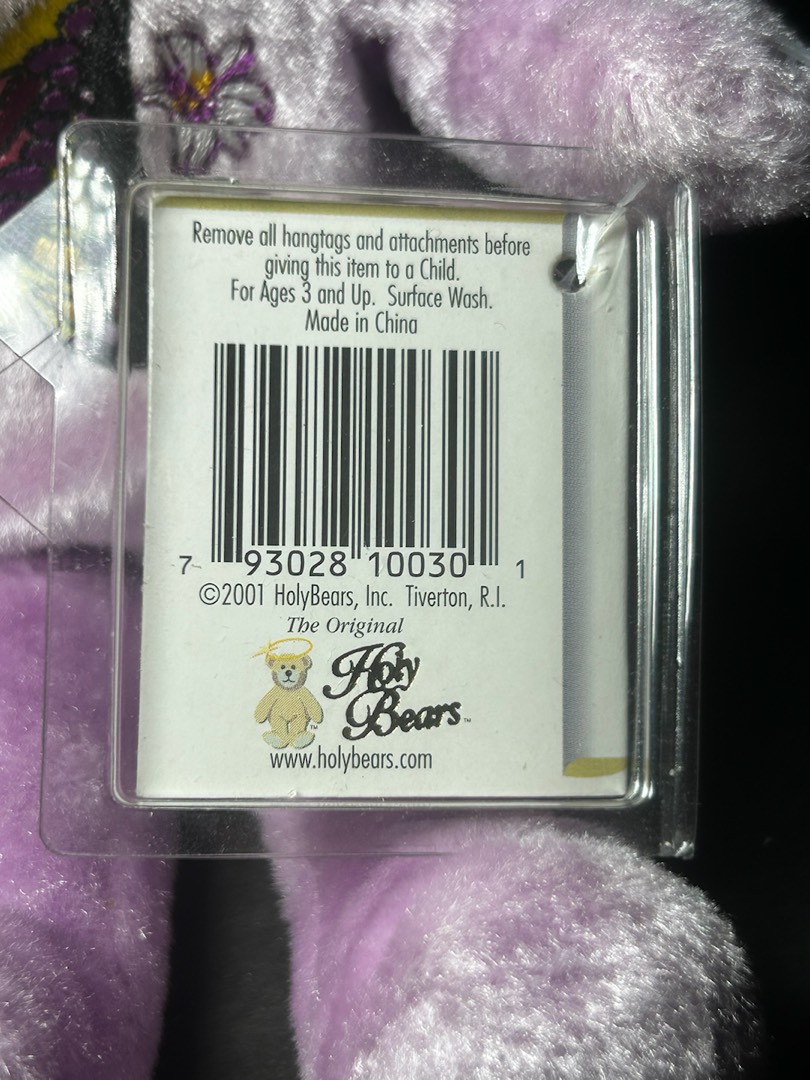 Remove all hangtags and attachments before
giving this item to a Child.
For Ages 3 and Up. Surface Wash.
Made in China
7 93028 10030 1
©2001 HolyBears, Inc. Tiverton, R.I.
The Original
Holy
Bears™
www.holybears.com